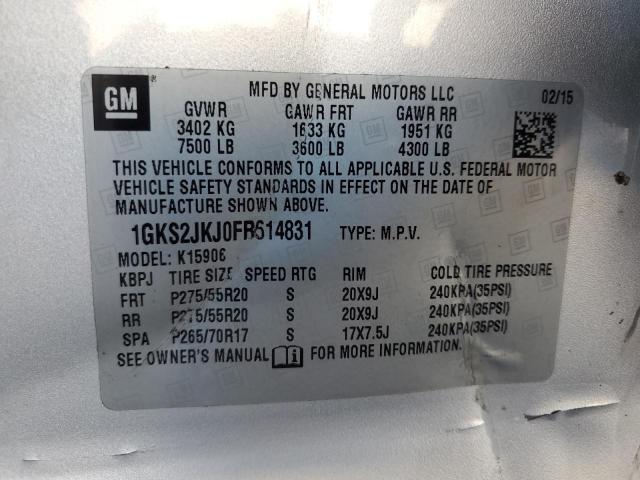 GM
MFD BY GENERAL MOTORS LLC 02/15
GVWR GAWR FRT GAWR RR
3402 KG 1633 KG 1951 KG
7500 LB 3600 LB 4300 LB
THIS VEHICLE CONFORMS TO ALL APPLICABLE U.S. FEDERAL MOTOR
VEHICLE SAFETY STANDARDS IN EFFECT ON THE DATE OF
MANUFACTURE SHOWN ABOVE.
1GKS2JKJ0FR614831 TYPE: M.P.V.
MODEL: K15906
KBPJ TIRE SIZE SPEED RTG RIM COLD TIRE PRESSURE
FRT P275/55R20 S 20X9J 240KPA(35PSI)
RR P275/55R20 S 20X9J 240KPA(35PSI)
SPA P265/70R17 S 17X7.5J 240KPA(35PSI)
SEE OWNER'S MANUAL FOR MORE INFORMATION.